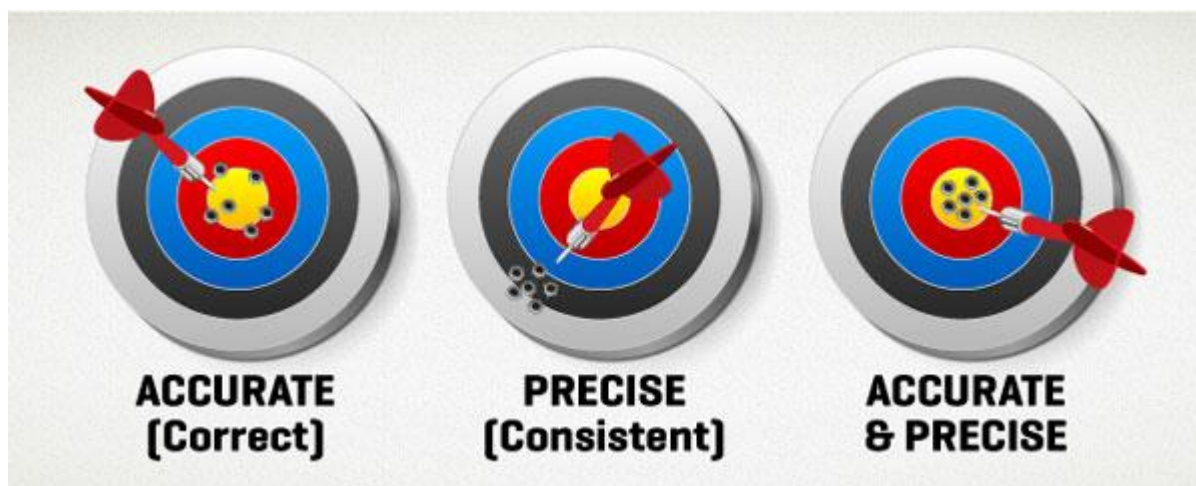 ACCURATE
(Correct)
PRECISE
(Consistent)
ACCURATE
& PRECISE